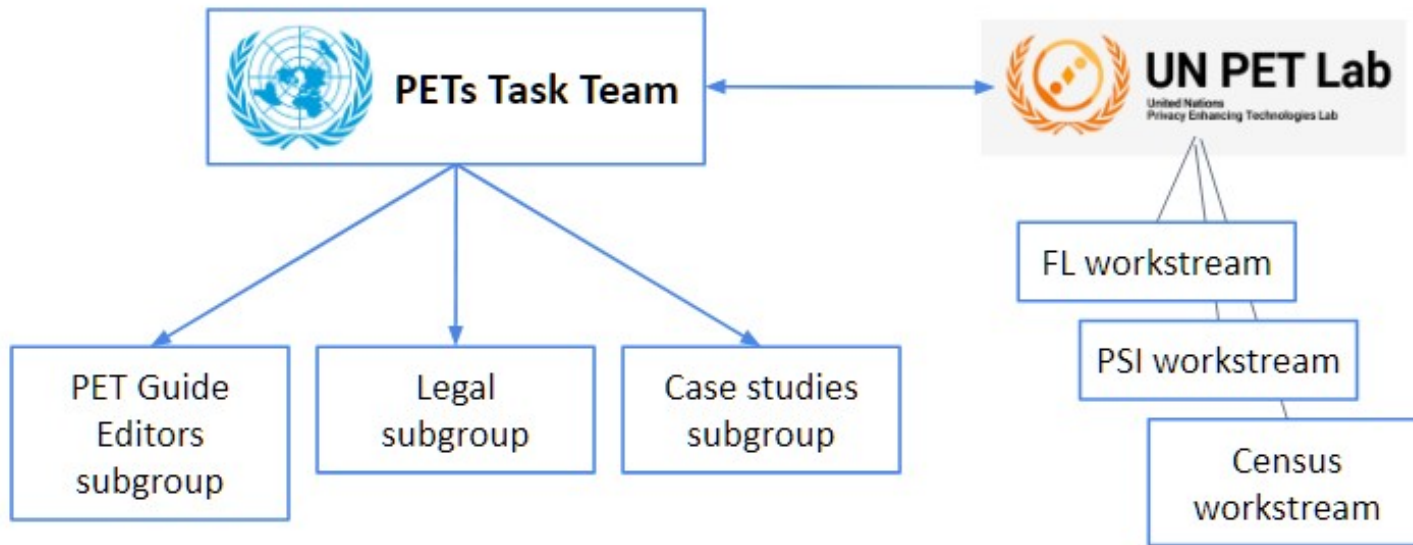 PETs Task Team
UN PET Lab
United Nations
Privacy Enhancing Technologies Lab
FL workstream
PSI workstream
PET Guide
Editors
subgroup
Legal
subgroup
Case studies
subgroup
Census
workstream